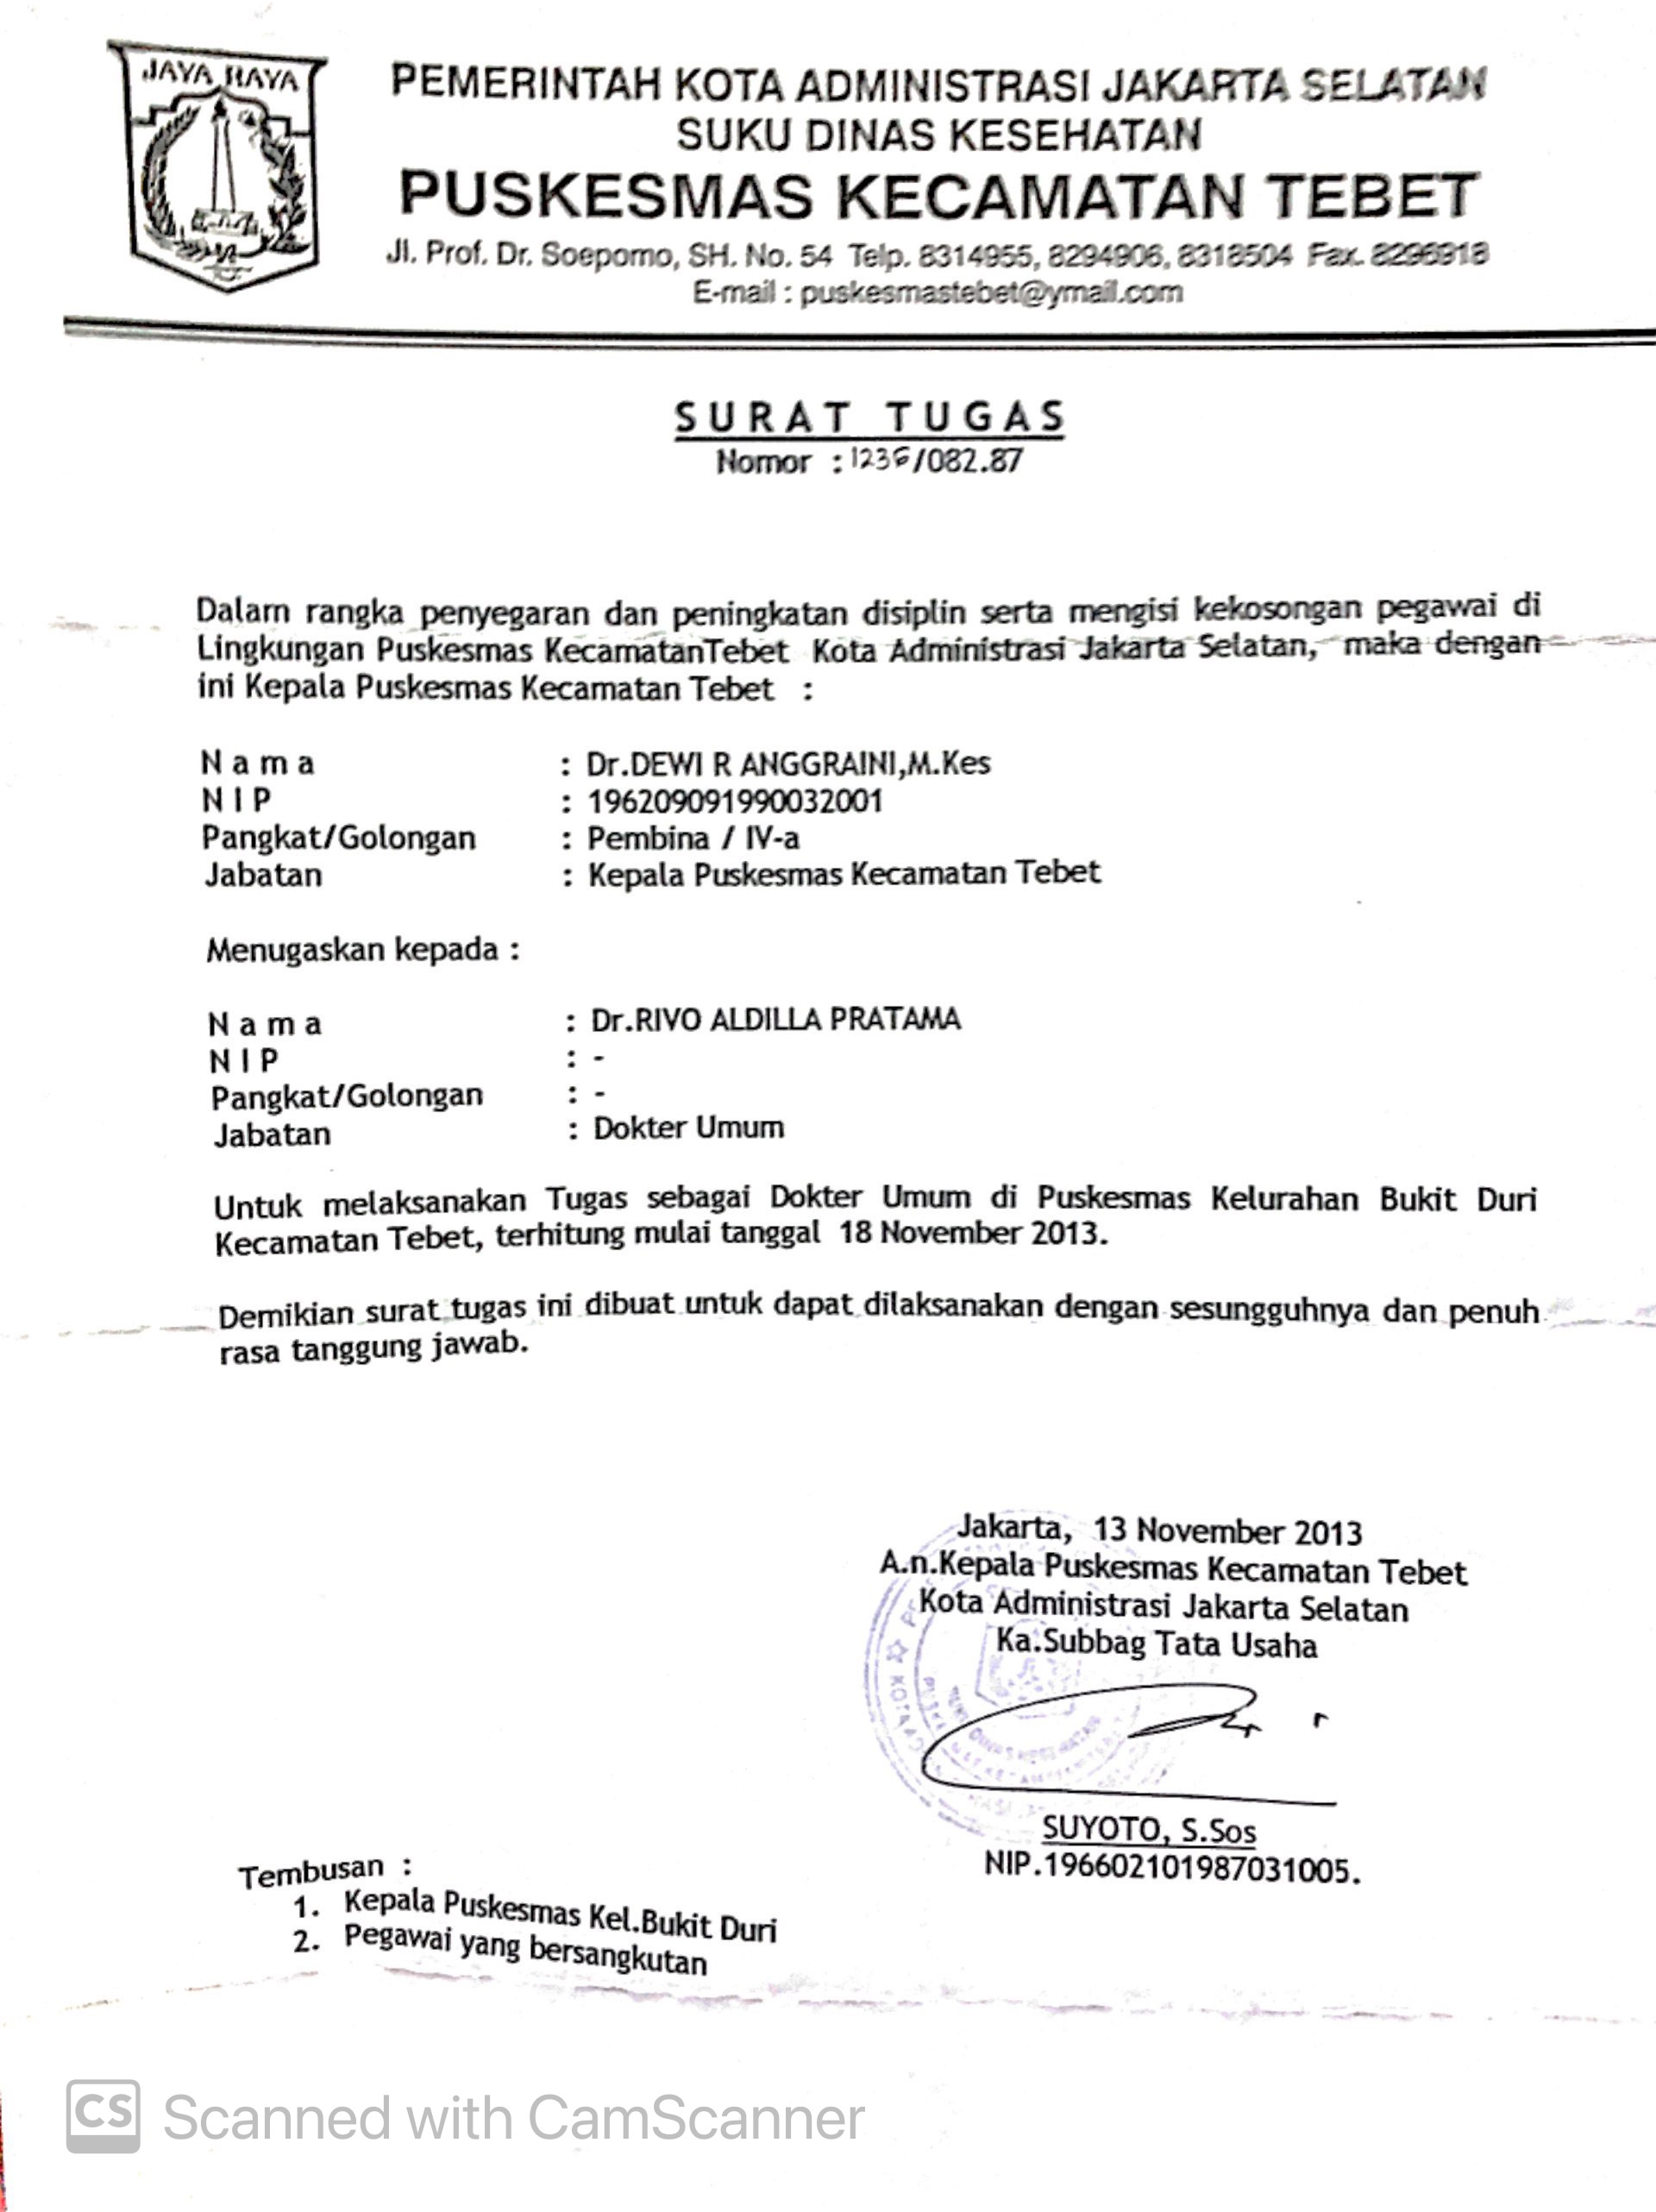 JAYA RAYA
PEMERINTAH KOTA ADMINISTRASI JAKARTA SELATAN
SUKU DINAS KESEHATAN
PUSKESMAS KECAMATAN TEBET
Jl. Prof. Dr. Soepomo, SH. No. 54 Telp. 8314955, 8294906, 8318504 Fax.
E-mail : puskesmastebet@ymail.com
SURAT TUGAS
Nomor : /082.87
Dalam rangka penyegaran dan peningkatan disiplin serta mengisi kekosongan pegawai di
Lingkungan Puskesmas KecamatanTebet Kota Administrasi Jakarta Selatan, maka dengan
ini Kepala Puskesmas Kecamatan Tebet :
N a m a : Dr.DEWI R ANGGRAINI,M.Kes
N I P : 196209091990032001
Pangkat/Golongan : Pembina / IV-a
Jabatan : Kepala Puskesmas Kecamatan Tebet
Menugaskan kepada :
N a m a : Dr.RIVO ALDILLA PRATAMA
N I P : -
Pangkat/Golongan : -
Jabatan : Dokter Umum
Untuk melaksanakan Tugas sebagai Dokter Umum di Puskesmas Kelurahan Bukit Duri
Kecamatan Tebet, terhitung mulai tanggal 18 November 2013.
Demikian surat tugas ini dibuat untuk dapat dilaksanakan dengan sesungguhnya dan penuh
rasa tanggung jawab.
Jakarta, 13 November 2013
A.n.Kepala Puskesmas Kecamatan Tebet
Kota Administrasi Jakarta Selatan
Ka.Subbag Tata Usaha
SUYOTO, S.Sos
NIP.196602101987031005.
Tembusan :
1. Kepala Puskesmas Kel.Bukit Duri
2. Pegawai yang bersangkutan
CS Scanned with CamScanner